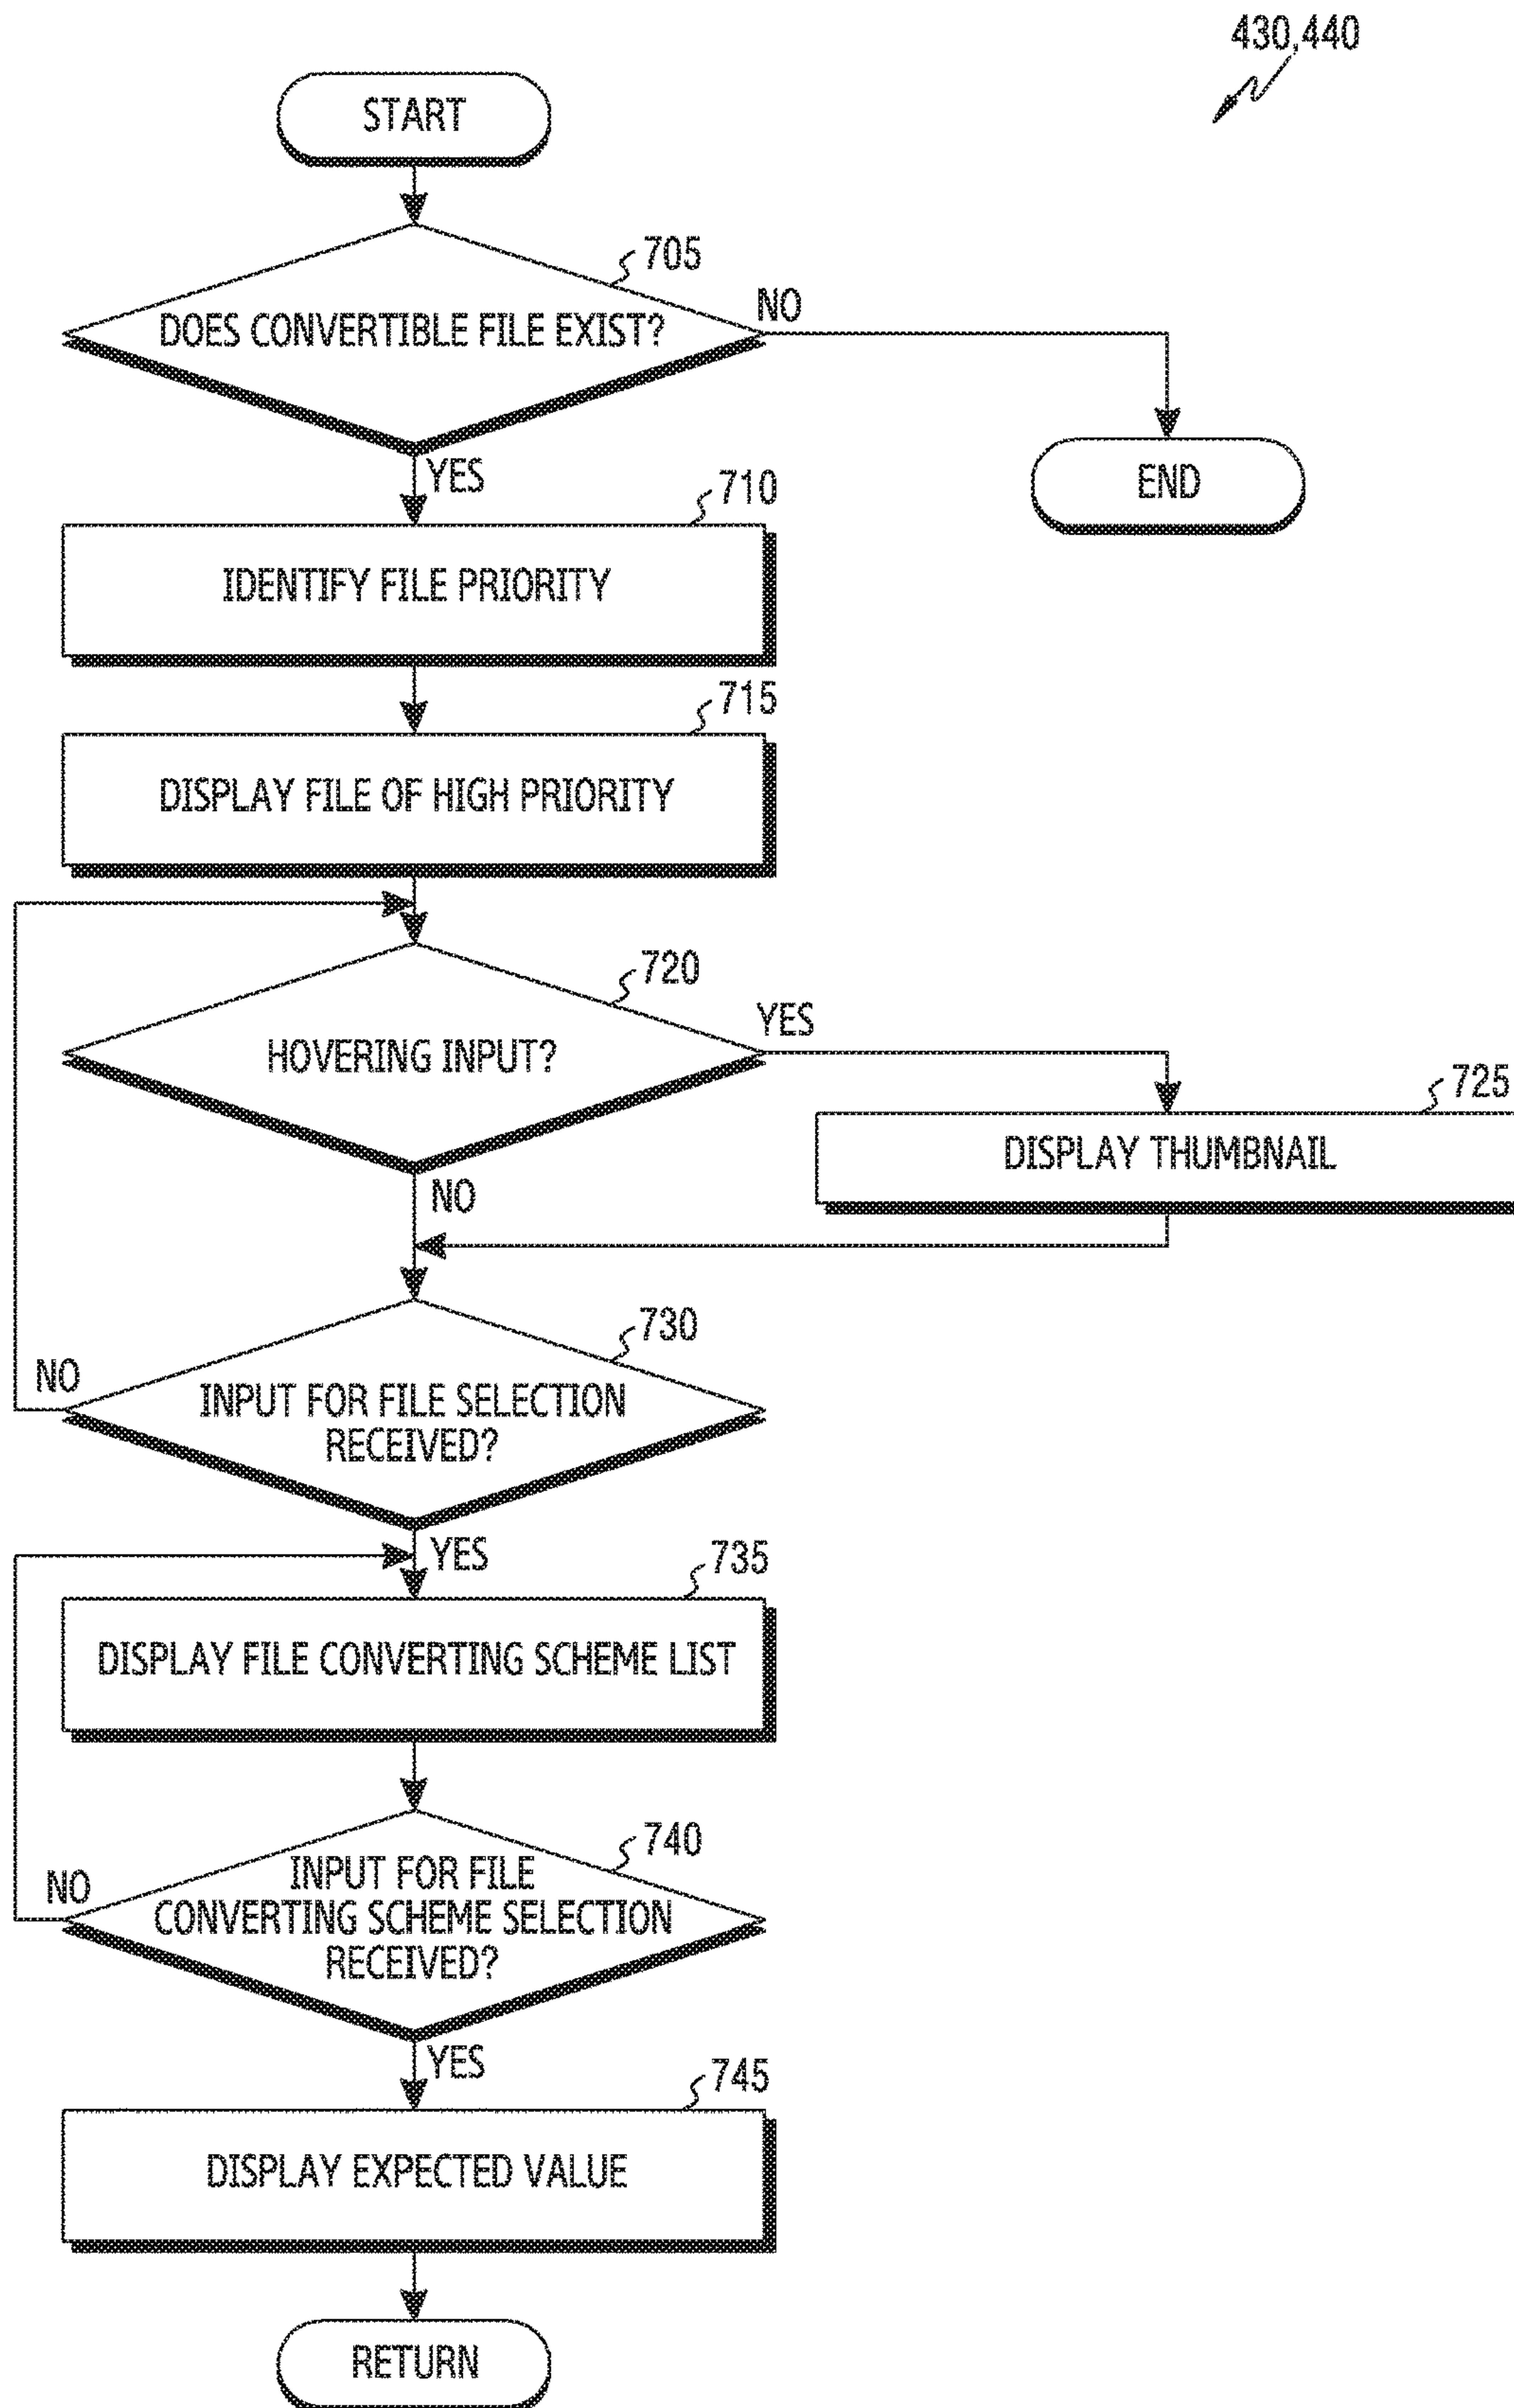 430,440
START
705
DOES CONVERTIBLE FILE EXIST?
NO
YES
END
710
IDENTIFY FILE PRIORITY
715
DISPLAY FILE OF HIGH PRIORITY
720
HOVERING INPUT?
YES
725
DISPLAY THUMBNAIL
NO
730
NO
INPUT FOR FILE SELECTION
RECEIVED?
YES
735
DISPLAY FILE CONVERTING SCHEME LIST
740
NO
INPUT FOR FILE
CONVERTING SCHEME SELECTION
RECEIVED?
YES
745
DISPLAY EXPECTED VALUE
RETURN